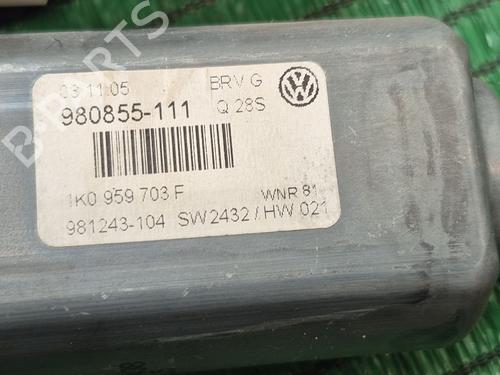 B-PARTS
03 11 05 BRV G
980855-111 Q 28S
1K0 959 703 F WNR 81
981243-104 SW2432 / HW 021